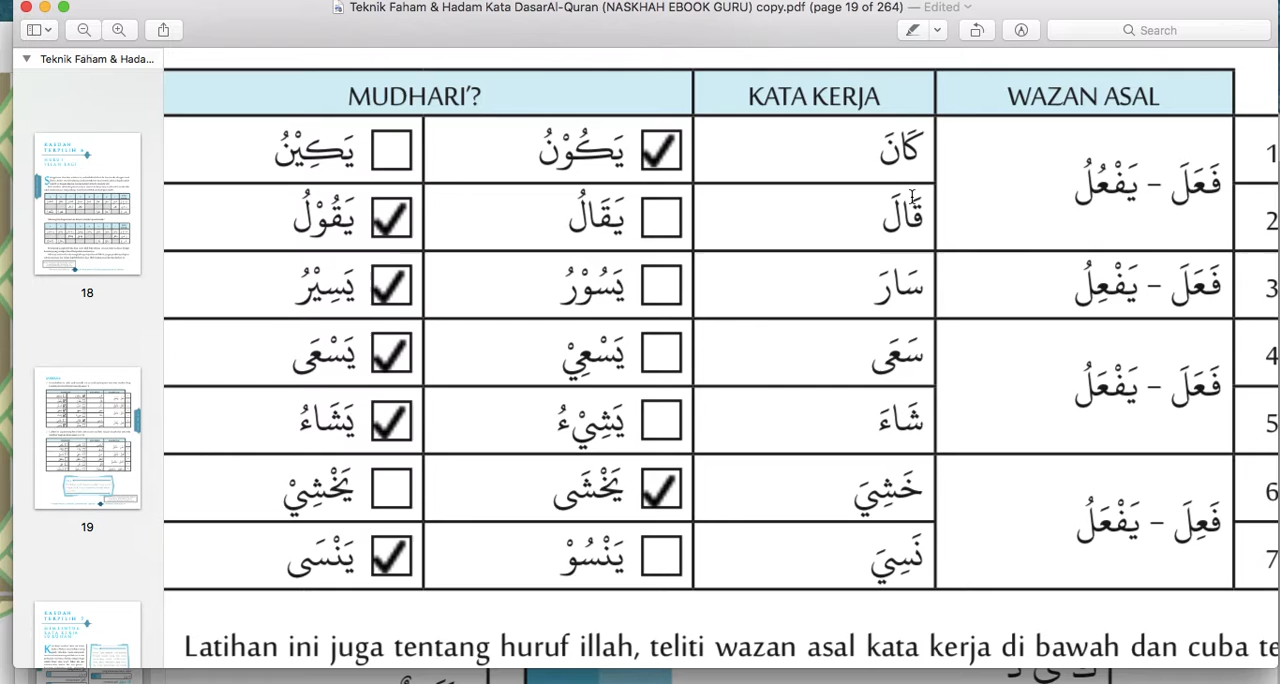 Teknik Faham & Hadam Kata DasarAl-Quran (NASKHAH EBOOK GURU) copy.pdf (page 19 of 264) — Edited
Search
Teknik Faham & Hada...
18
19
MUDHARI’? KATA KERJA WAZAN ASAL
1 فَعَلَ - يَفْعُلُ كَانَ يَكُوْنُ يَكِيْنُ
2 قَالَ يَقَالُ يَقُوْلُ
3 فَعَلَ - يَفْعِلُ سَارَ يَسُوْرُ يَسِيْرُ
4 فَعَلَ - يَفْعَلُ سَعَى يَسْعِيْ يَسْعَى
5 شَاءَ يَشِيْءُ يَشَاءُ
6 فَعِلَ - يَفْعَلُ خَشِيَ يَخْشَى يَخْشِيْ
7 نَسِيَ يَنْسُوْ يَنْسَى
Latihan ini juga tentang huruf illah, teliti wazan asal kata kerja di bawah dan cuba te